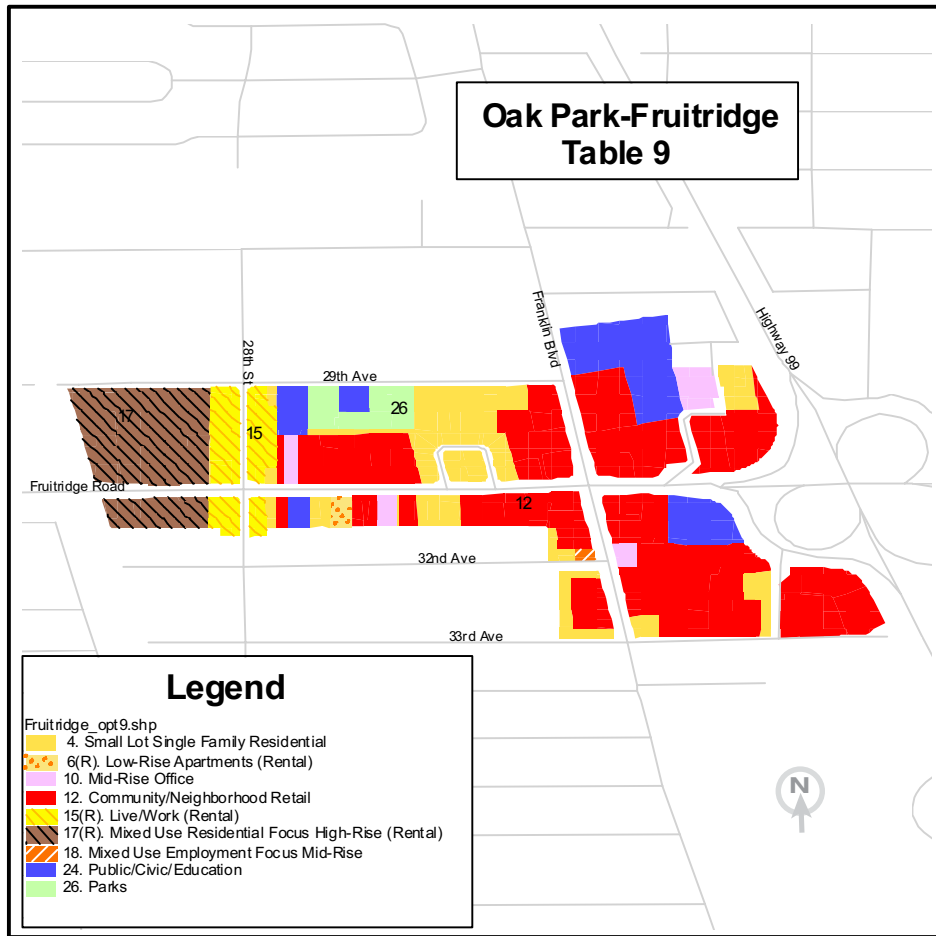 Oak Park-Fruitridge
Table 9
Franklin Blvd
Highway 99
28th St
29th Ave
17
26
15
Fruitridge Road
12
32nd Ave
33rd Ave
Legend
Fruitridge_opt9.shp
4. Small Lot Single Family Residential
6(R). Low-Rise Apartments (Rental)
10. Mid-Rise Office
12. Community/Neighborhood Retail
15(R). Live/Work (Rental)
17(R). Mixed Use Residential Focus High-Rise (Rental)
18. Mixed Use Employment Focus Mid-Rise
24. Public/Civic/Education
26. Parks
N